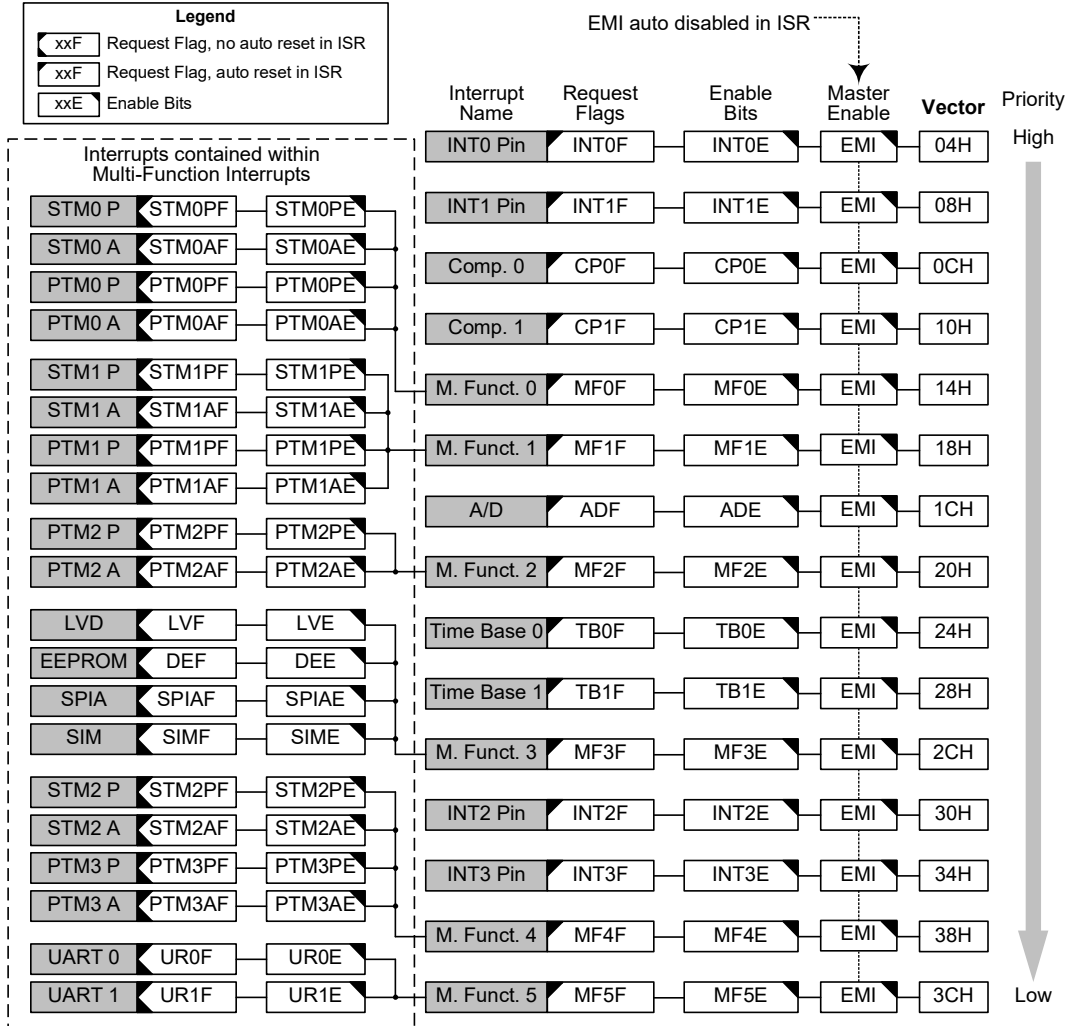 Legend
xxF Request Flag, no auto reset in ISR
xxF Request Flag, auto reset in ISR
xxE Enable Bits
EMI auto disabled in ISR
Interrupts contained within
Multi-Function Interrupts
STM0 P STM0PF STM0PE
STM0 A STM0AF STM0AE
PTM0 P PTM0PF PTM0PE
PTM0 A PTM0AF PTM0AE
STM1 P STM1PF STM1PE
STM1 A STM1AF STM1AE
PTM1 P PTM1PF PTM1PE
PTM1 A PTM1AF PTM1AE
PTM2 P PTM2PF PTM2PE
PTM2 A PTM2AF PTM2AE
LVD LVF LVE
EEPROM DEF DEE
SPIA SPIAF SPIAE
SIM SIMF SIME
STM2 P STM2PF STM2PE
STM2 A STM2AF STM2AE
PTM3 P PTM3PF PTM3PE
PTM3 A PTM3AF PTM3AE
UART 0 UR0F UR0E
UART 1 UR1F UR1E
Interrupt Request Enable Master
Name Flags Bits Enable Vector Priority
INT0 Pin INT0F INT0E EMI 04H High
INT1 Pin INT1F INT1E EMI 08H
Comp. 0 CP0F CP0E EMI 0CH
Comp. 1 CP1F CP1E EMI 10H
M. Funct. 0 MF0F MF0E EMI 14H
M. Funct. 1 MF1F MF1E EMI 18H
A/D ADF ADE EMI 1CH
M. Funct. 2 MF2F MF2E EMI 20H
Time Base 0 TB0F TB0E EMI 24H
Time Base 1 TB1F TB1E EMI 28H
M. Funct. 3 MF3F MF3E EMI 2CH
INT2 Pin INT2F INT2E EMI 30H
INT3 Pin INT3F INT3E EMI 34H
M. Funct. 4 MF4F MF4E EMI 38H
M. Funct. 5 MF5F MF5E EMI 3CH Low